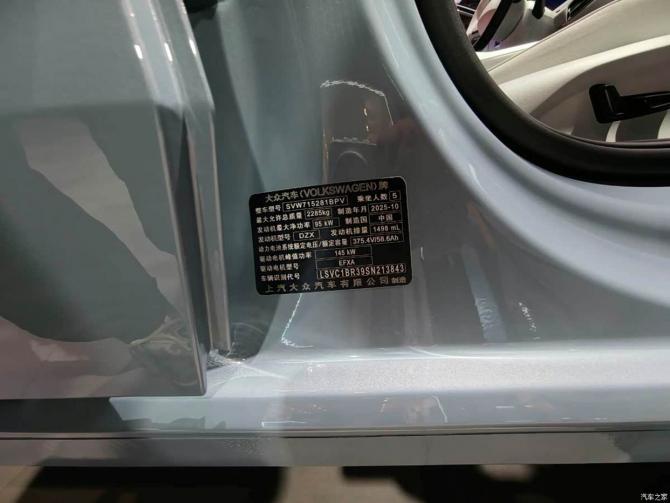 大众汽车(VOLKSWAGEN)牌
整车型号 SVW715281BPV 乘坐人数 5
最大允许总质量 2285kg 制造年月 2025-10
发动机最大净功率 95 kW 制造国 中国
发动机型号 DZX 发动机排量 1498 mL
动力电池系统额定电压/额定容量 375.4V/58.6Ah
驱动电机峰值功率 145 kW
驱动电机型号 EFXA
车辆识别代号 LSVC1BR39SN213843
上汽大众汽车有限公司 制造
汽车之家